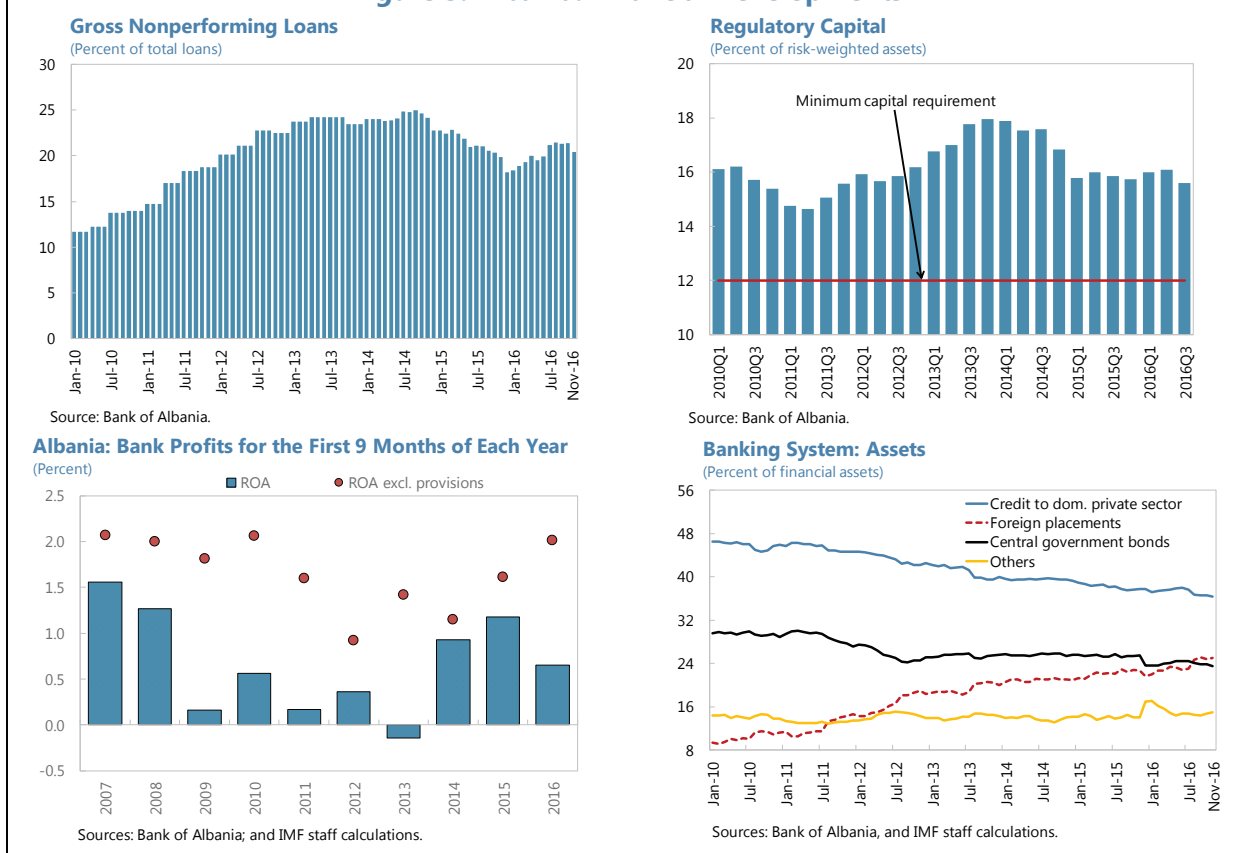 Gross Nonperforming Loans
(Percent of total loans)
30
25
20
15
10
5
0
Jan-10
Jul-10
Jan-11
Jul-11
Jan-12
Jul-12
Jan-13
Jul-13
Jan-14
Jul-14
Jan-15
Jul-15
Jan-16
Jul-16
Nov-16
Source: Bank of Albania.
Regulatory Capital
(Percent of risk-weighted assets)
20
18
16
14
12
10
Minimum capital requirement
2010Q1
2010Q3
2011Q1
2011Q3
2012Q1
2012Q3
2013Q1
2013Q3
2014Q1
2014Q3
2015Q1
2015Q3
2016Q1
2016Q3
Source: Bank of Albania.
Albania: Bank Profits for the First 9 Months of Each Year
(Percent)
ROA
ROA excl. provisions
2.5
2.0
1.5
1.0
0.5
0.0
-0.5
2007
2008
2009
2010
2011
2012
2013
2014
2015
2016
Sources: Bank of Albania; and IMF staff calculations.
Banking System: Assets
(Percent of financial assets)
56
48
40
32
24
16
8
Credit to dom. private sector
Foreign placements
Central government bonds
Others
Jan-10
Jul-10
Jan-11
Jul-11
Jan-12
Jul-12
Jan-13
Jul-13
Jan-14
Jul-14
Jan-15
Jul-15
Jan-16
Jul-16
Nov-16
Sources: Bank of Albania, and IMF staff calculations.